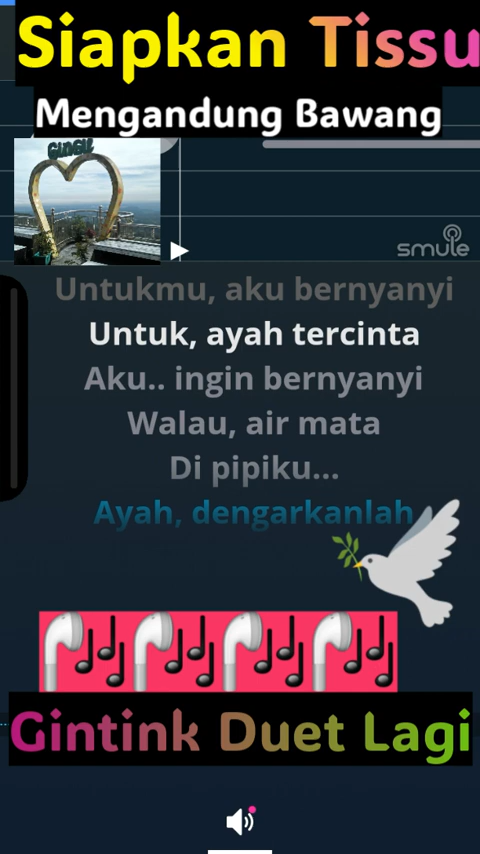 Siapkan Tissu
Mengandung Bawang
smule
Untukmu, aku bernyanyi
Untuk, ayah tercinta
Aku.. ingin bernyanyi
Walau, air mata
Di pipiku...
Ayah, dengarkanlah
Gintink Duet Lagi